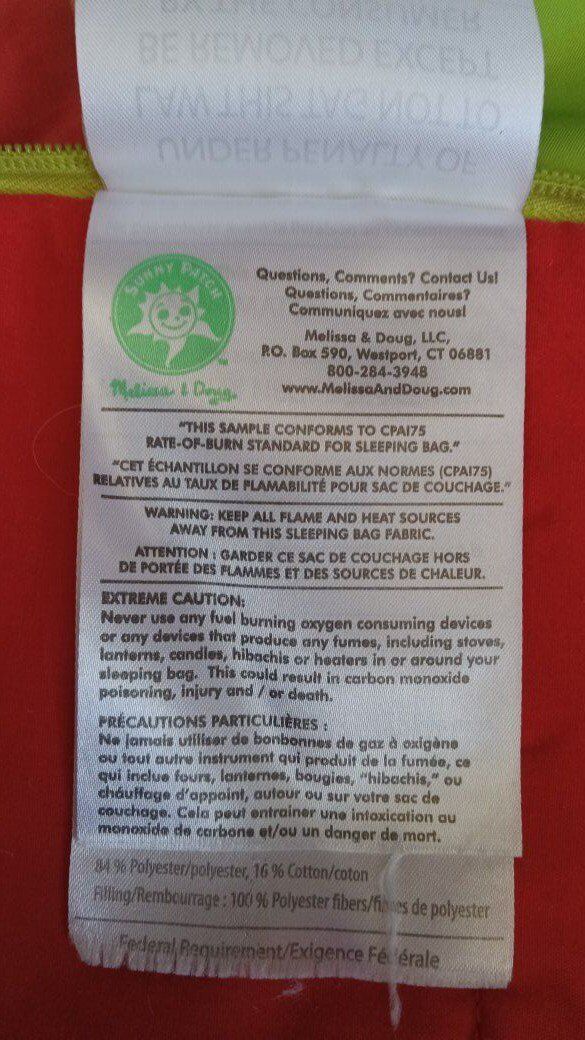 BY THE CONSUMER
BE REMOVED EXCEPT
LAW THIS TAG NOT TO
UNDER PENALTY OF
SUNNY PATCH
™
Melissa & Doug
Questions, Comments? Contact Us!
Questions, Commentaires?
Communiquez avec nous!
Melissa & Doug, LLC,
P.O. Box 590, Westport, CT 06881
800-284-3948
www.MelissaAndDoug.com
"THIS SAMPLE CONFORMS TO CPAI75
RATE-OF-BURN STANDARD FOR SLEEPING BAG."
"CET ÉCHANTILLON SE CONFORME AUX NORMES (CPAI75)
RELATIVES AU TAUX DE FLAMABILITÉ POUR SAC DE COUCHAGE."
WARNING: KEEP ALL FLAME AND HEAT SOURCES
AWAY FROM THIS SLEEPING BAG FABRIC.
ATTENTION : GARDER CE SAC DE COUCHAGE HORS
DE PORTÉE DES FLAMMES ET DES SOURCES DE CHALEUR.
EXTREME CAUTION:
Never use any fuel burning oxygen consuming devices
or any devices that produce any fumes, including stoves,
lanterns, candles, hibachis or heaters in or around your
sleeping bag. This could result in carbon monoxide
poisoning, injury and / or death.
PRÉCAUTIONS PARTICULIÈRES :
Ne jamais utiliser de bonbonnes de gaz à oxigène
ou tout autre instrument qui produit de la fumée, ce
qui inclue fours, lanternes, bougies, "hibachis," ou
chauffage d'appoint, autour ou sur votre sac de
couchage. Cela peut entrainer une intoxication au
monoxide de carbone et/ou un danger de mort.
84 % Polyester/polyester, 16 % Cotton/coton
Filling/Rembourrage : 100 % Polyester fibers/fibres de polyester
Federal Requirement/Exigence Fédérale